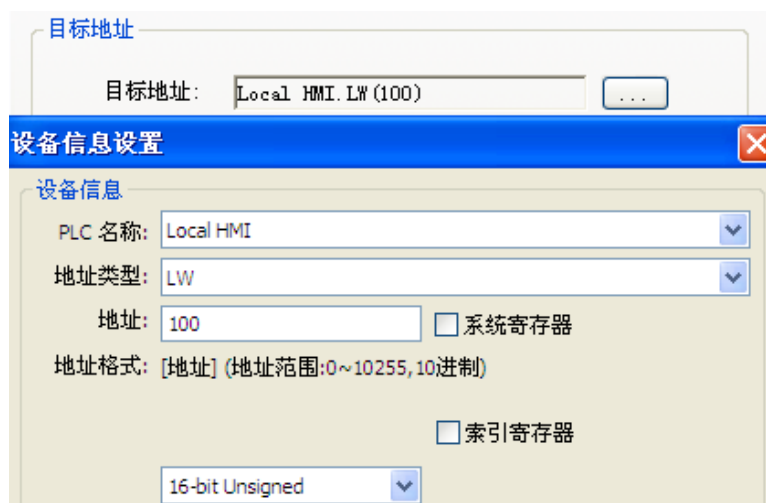 目标地址
目标地址: Local HMI.LW(100) ...
设备信息设置
设备信息
PLC 名称: Local HMI
地址类型: LW
地址: 100 系统寄存器
地址格式: [地址] (地址范围:0~10255,10进制)
索引寄存器
16-bit Unsigned